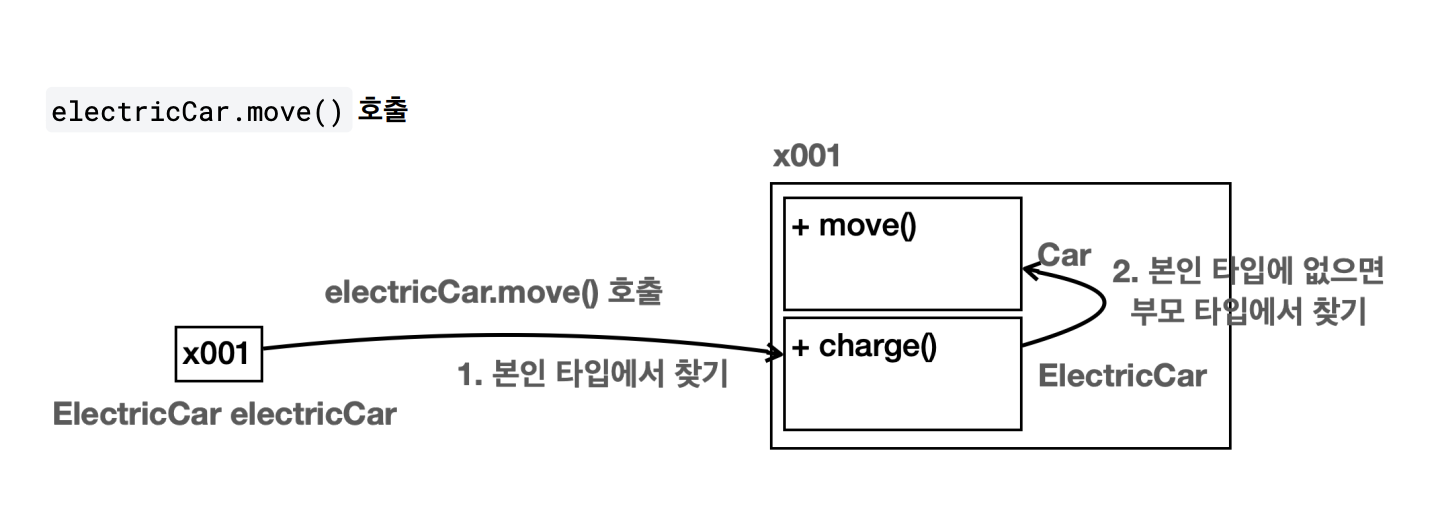 electricCar.move() 호출
x001
+ move()
Car
2. 본인 타입에 없으면
부모 타입에서 찾기
electricCar.move() 호출
x001
1. 본인 타입에서 찾기
+ charge()
ElectricCar
ElectricCar electricCar